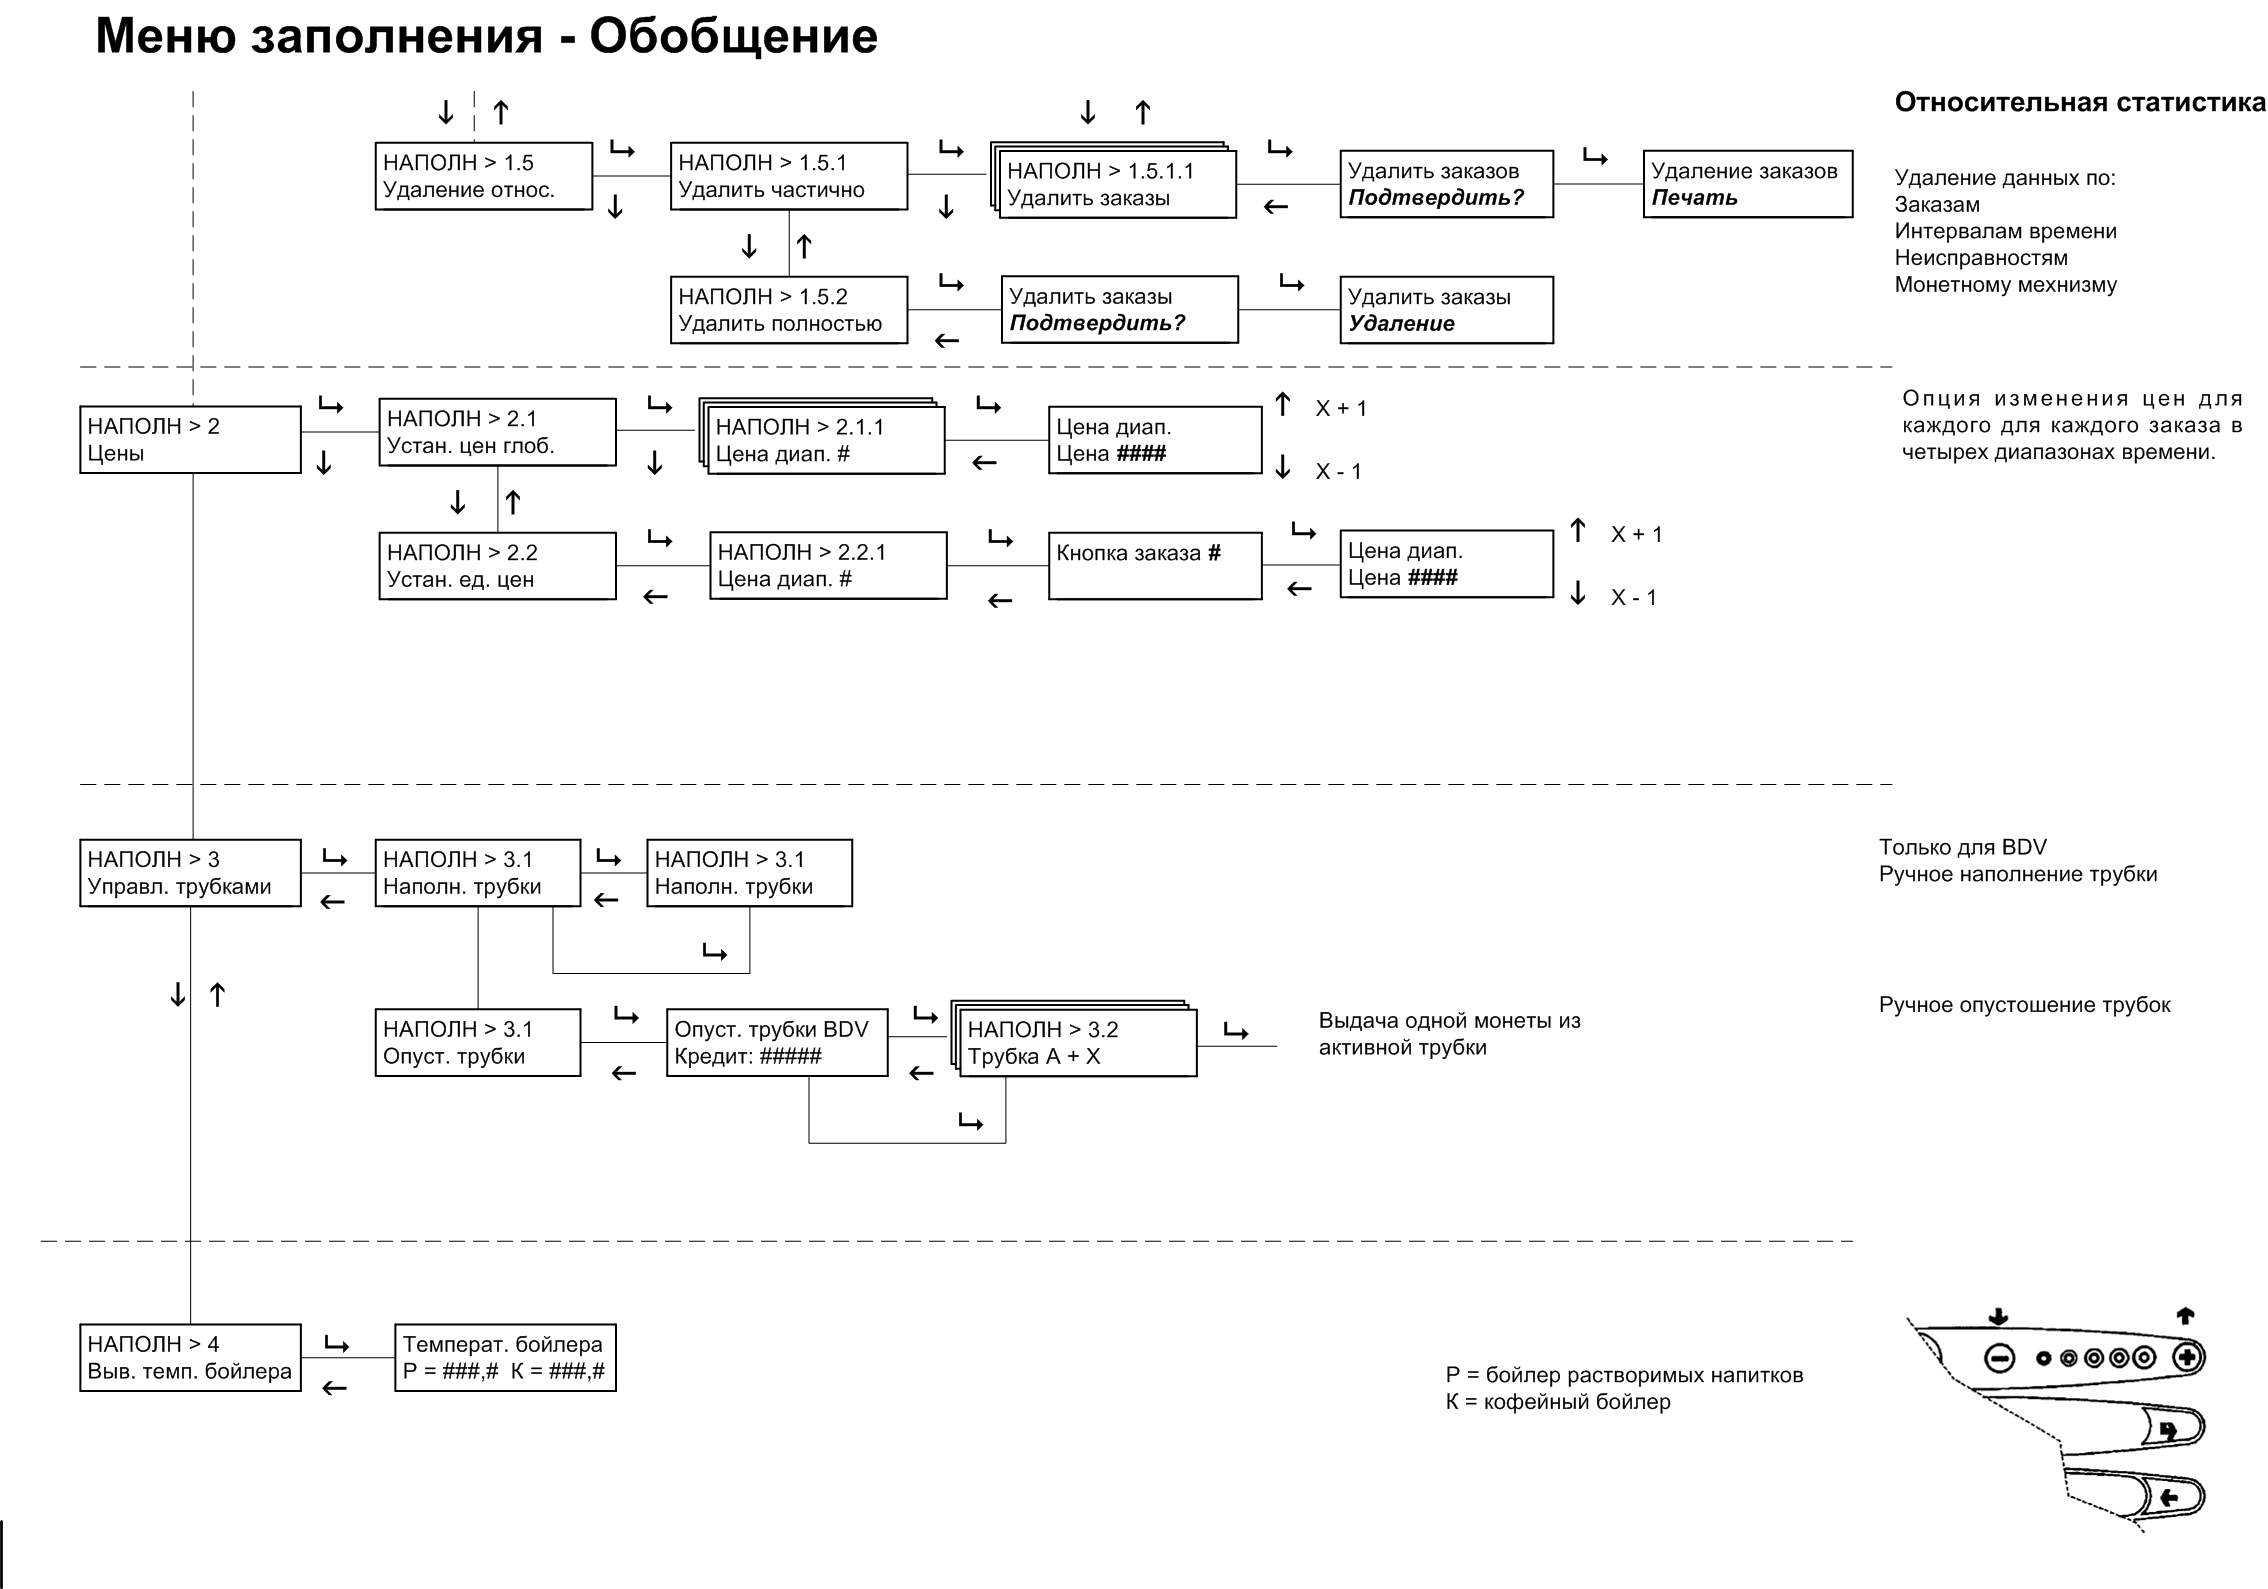 Меню заполнения - Обобщение
Относительная статистика
НАПОЛН > 1.5
Удаление относ.
НАПОЛН > 1.5.1
Удалить частично
НАПОЛН > 1.5.1.1
Удалить заказы
Удалить заказов
Подтвердить?
Удаление заказов
Печать
Удаление данных по:
Заказам
Интервалам времени
Неисправностям
Монетному мехнизму
НАПОЛН > 1.5.2
Удалить полностью
Удалить заказы
Подтвердить?
Удалить заказы
Удаление
НАПОЛН > 2
Цены
НАПОЛН > 2.1
Устан. цен глоб.
НАПОЛН > 2.1.1
Цена диап. #
Цена диап.
Цена ####
X + 1
X - 1
Опция изменения цен для
каждого для каждого заказа в
четырех диапазонах времени.
НАПОЛН > 2.2
Устан. ед. цен
НАПОЛН > 2.2.1
Цена диап. #
Кнопка заказа #
Цена диап.
Цена ####
X + 1
X - 1
НАПОЛН > 3
Управл. трубками
НАПОЛН > 3.1
Наполн. трубки
НАПОЛН > 3.1
Наполн. трубки
Только для BDV
Ручное наполнение трубки
НАПОЛН > 3.1
Опуст. трубки
Опуст. трубки BDV
Кредит: #####
НАПОЛН > 3.2
Трубка А + X
Выдача одной монеты из
активной трубки
Ручное опустошение трубок
НАПОЛН > 4
Выв. темп. бойлера
Температ. бойлера
Р = ###,# К = ###,#
Р = бойлер растворимых напитков
К = кофейный бойлер